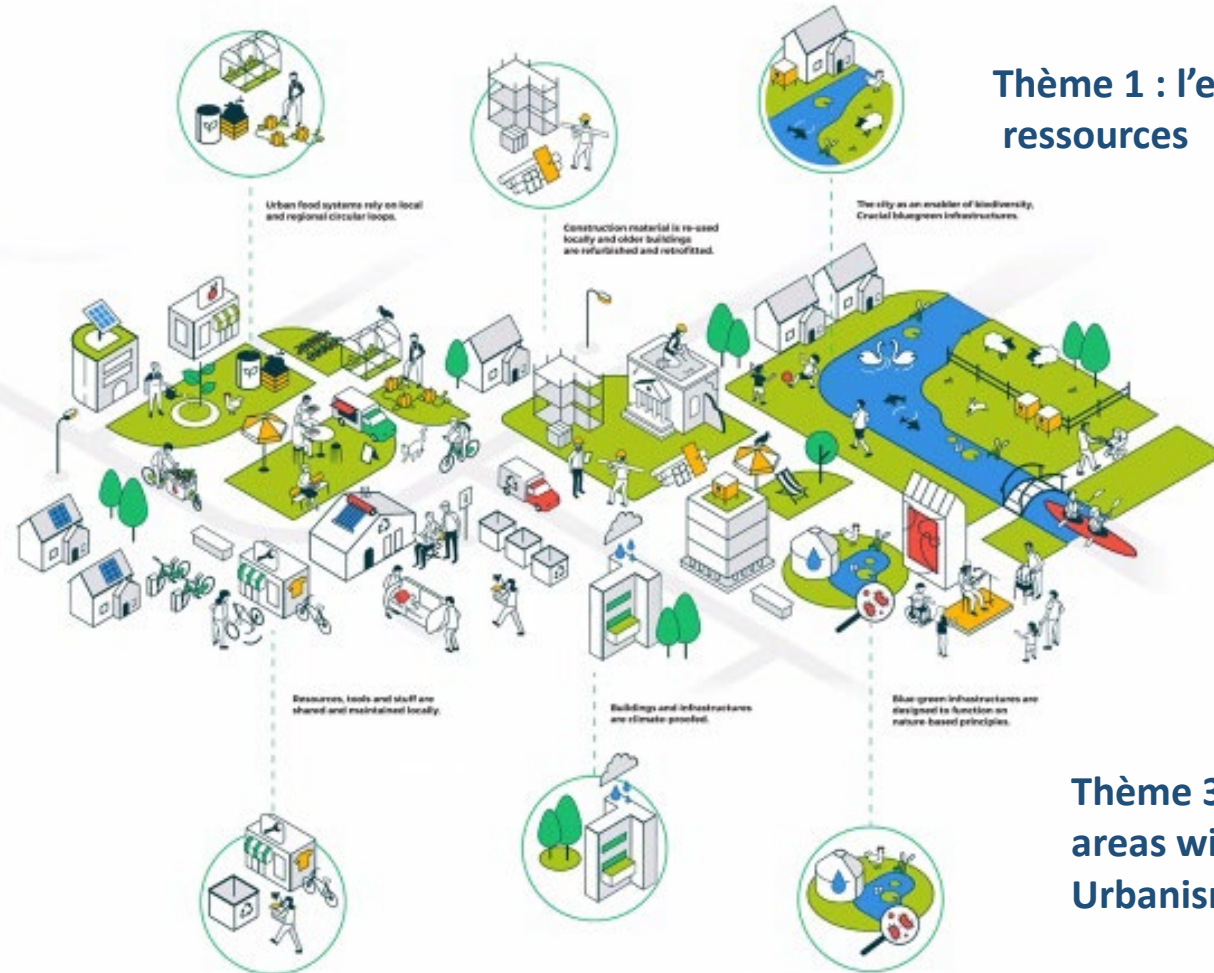 Thème 1 : l’e
ressources
Urban food systems rely on local
and regional circular loops.
Construction material is re-used
locally and older buildings
are refurbished and retrofitted.
The city as an enabler of biodiversity,
Crucial bluegreen infrastructures.
Resources, tools and stuff are
shared and maintained locally.
Buildings and infrastructures
are climate-proofed.
Blue-green infrastructures are
designed to function on
nature-based principles.
Thème 3
areas wi
Urbanism